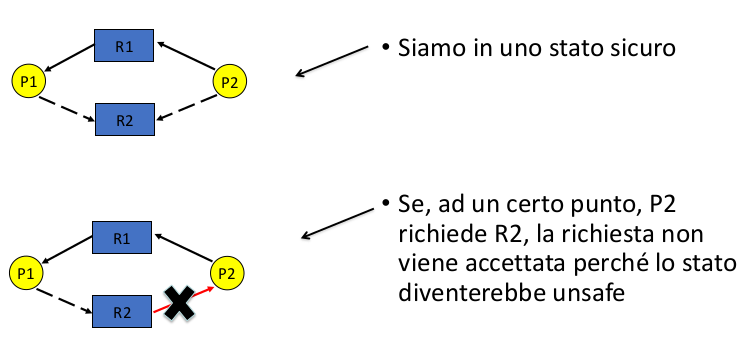 R1
P1
P2
R2
• Siamo in uno stato sicuro
R1
P1
P2
R2
• Se, ad un certo punto, P2
richiede R2, la richiesta non
viene accettata perché lo stato
diventerebbe unsafe